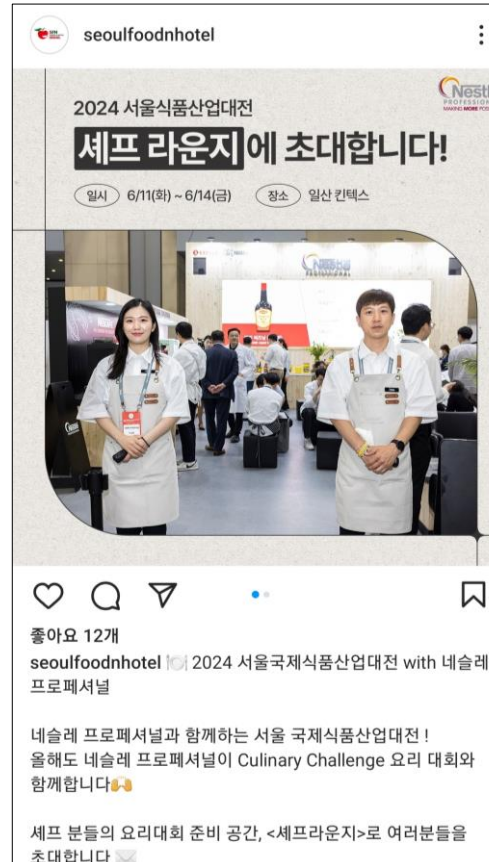 seoulfoodnhotel
2024 서울식품산업대전
셰프 라운지에 초대합니다!
일시 6/11(화) ~ 6/14(금) 장소 일산 킨텍스
PROFESSIONAL
좋아요 12개
seoulfoodnhotel 🍽️ 2024 서울국제식품산업대전 with 네슬레
프로페셔널
네슬레 프로페셔널과 함께하는 서울 국제식품산업대전 !
올해도 네슬레 프로페셔널이 Culinary Challenge 요리 대회와
함께합니다🙌
셰프 분들의 요리대회 준비 공간, <셰프라운지>로 여러분들을
초대합니다 ✉️